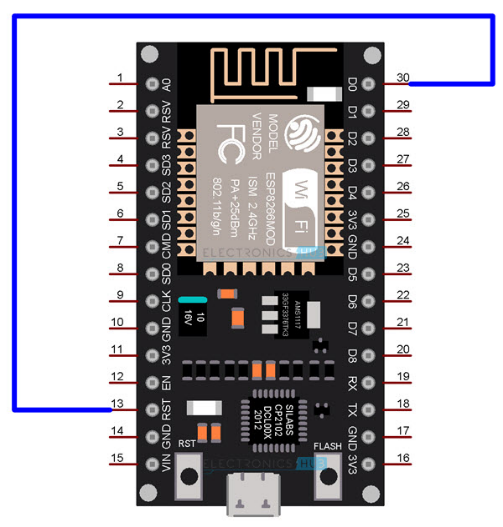 1 A0 D0 30
2 RSV D1 29
3 RSV D2 28
4 SD3 D3 27
5 SD2 D4 26
6 SD1 3V3 25
7 CMD GND 24
8 SD0 D5 23
9 CLK D6 22
10 GND D7 21
11 3V3 D8 20
12 EN RX 19
13 RST TX 18
14 GND GND 17
15 VIN 3V3 16
MODEL
VENDOR
ESP8266MOD
ISM 2.4GHz
PA+25dBm
802.11b/g/n
FC
Wi Fi
ELECTRONICS HUB
10
16V
AMS1117
33GF3376TK3
SILABS
CP2102
DCL00X
2012
RST
FLASH
ELECTRONICS HUB